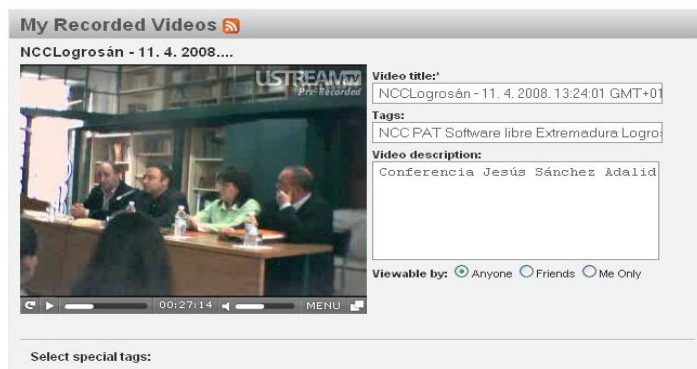 My Recorded Videos
NCCLogrosán - 11. 4. 2008....
USTREAM TV
Pre-Recorded
00:27:14
MENU
Video title:*
NCCLogrosán - 11. 4. 2008. 13:24:01 GMT+01
Tags:
NCC PAT Software libre Extremadura Logro
Video description:
Conferencia Jesús Sánchez Adalid
Viewable by: Anyone Friends Me Only
Select special tags: